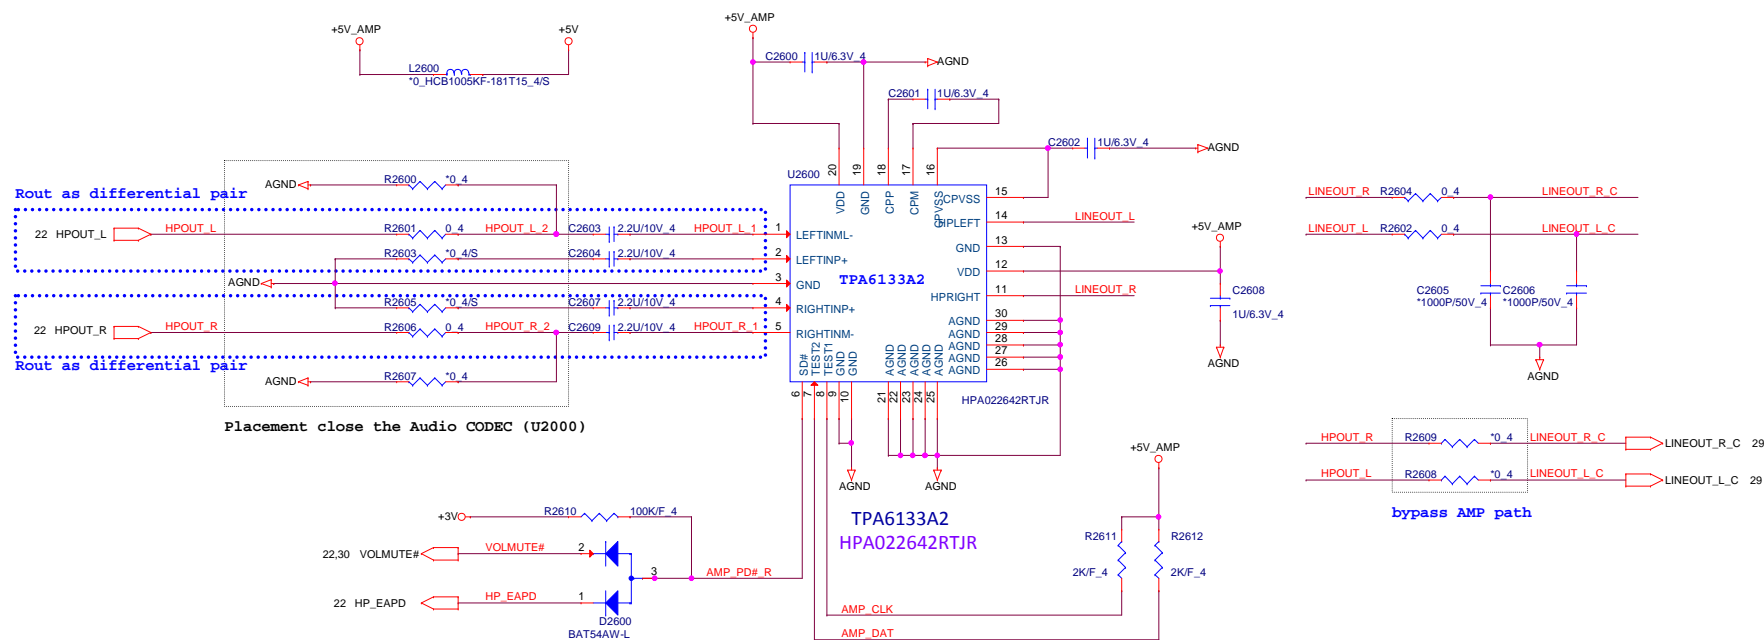 +5V_AMP
+5V
L2600
*0_HCB1005KF-181T15_4/S
+5V_AMP
C2600
1U/6.3V_4
AGND
C2601
1U/6.3V_4
C2602
1U/6.3V_4
AGND
U2600
20
19
18
17
16
VDD
GND
CPP
CPM
CPVSS
CPVSS
15
HPLEFT
14
LINEOUT_L
GND
13
VDD
12
HPRIGHT
11
LINEOUT_R
AGND
30
AGND
29
AGND
28
AGND
27
AGND
26
TPA6133A2
1
LEFTINML-
2
LEFTINP+
3
GND
4
RIGHTINP+
5
RIGHTINM-
SD#
TEST2
TEST1
GND
GND
AGND
AGND
AGND
AGND
AGND
6
7
8
9
10
21
22
23
24
25
HPA022642RTJR
AGND
R2600
*0_4
Rout as differential pair
22 HPOUT_L
HPOUT_L
R2601
0_4
HPOUT_L_2
C2603
2.2U/10V_4
HPOUT_L_1
R2603
*0_4/S
C2604
2.2U/10V_4
AGND
R2605
*0_4/S
C2607
2.2U/10V_4
22 HPOUT_R
HPOUT_R
R2606
0_4
HPOUT_R_2
C2609
2.2U/10V_4
HPOUT_R_1
Rout as differential pair
AGND
R2607
*0_4
Placement close the Audio CODEC (U2000)
+5V_AMP
C2608
1U/6.3V_4
AGND
LINEOUT_R
R2604
0_4
LINEOUT_R_C
LINEOUT_L
R2602
0_4
LINEOUT_L_C
C2605
*1000P/50V_4
C2606
*1000P/50V_4
AGND
AGND
AGND
TPA6133A2
HPA022642RTJR
+5V_AMP
R2611
2K/F_4
R2612
2K/F_4
HPOUT_R
R2609
*0_4
LINEOUT_R_C
LINEOUT_R_C 29
HPOUT_L
R2608
*0_4
LINEOUT_L_C
LINEOUT_L_C 29
bypass AMP path
+3V
R2610
100K/F_4
22,30 VOLMUTE#
VOLMUTE#
2
3
AMP_PD#_R
22 HP_EAPD
HP_EAPD
1
D2600
BAT54AW-L
AMP_CLK
AMP_DAT